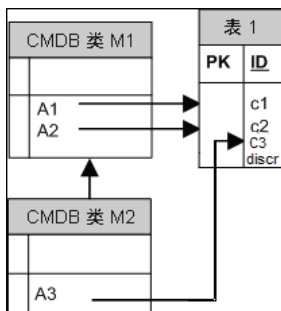 CMDB 类 M1
A1
A2
表 1
PK ID
c1
c2
C3
discr
CMDB 类 M2
A3